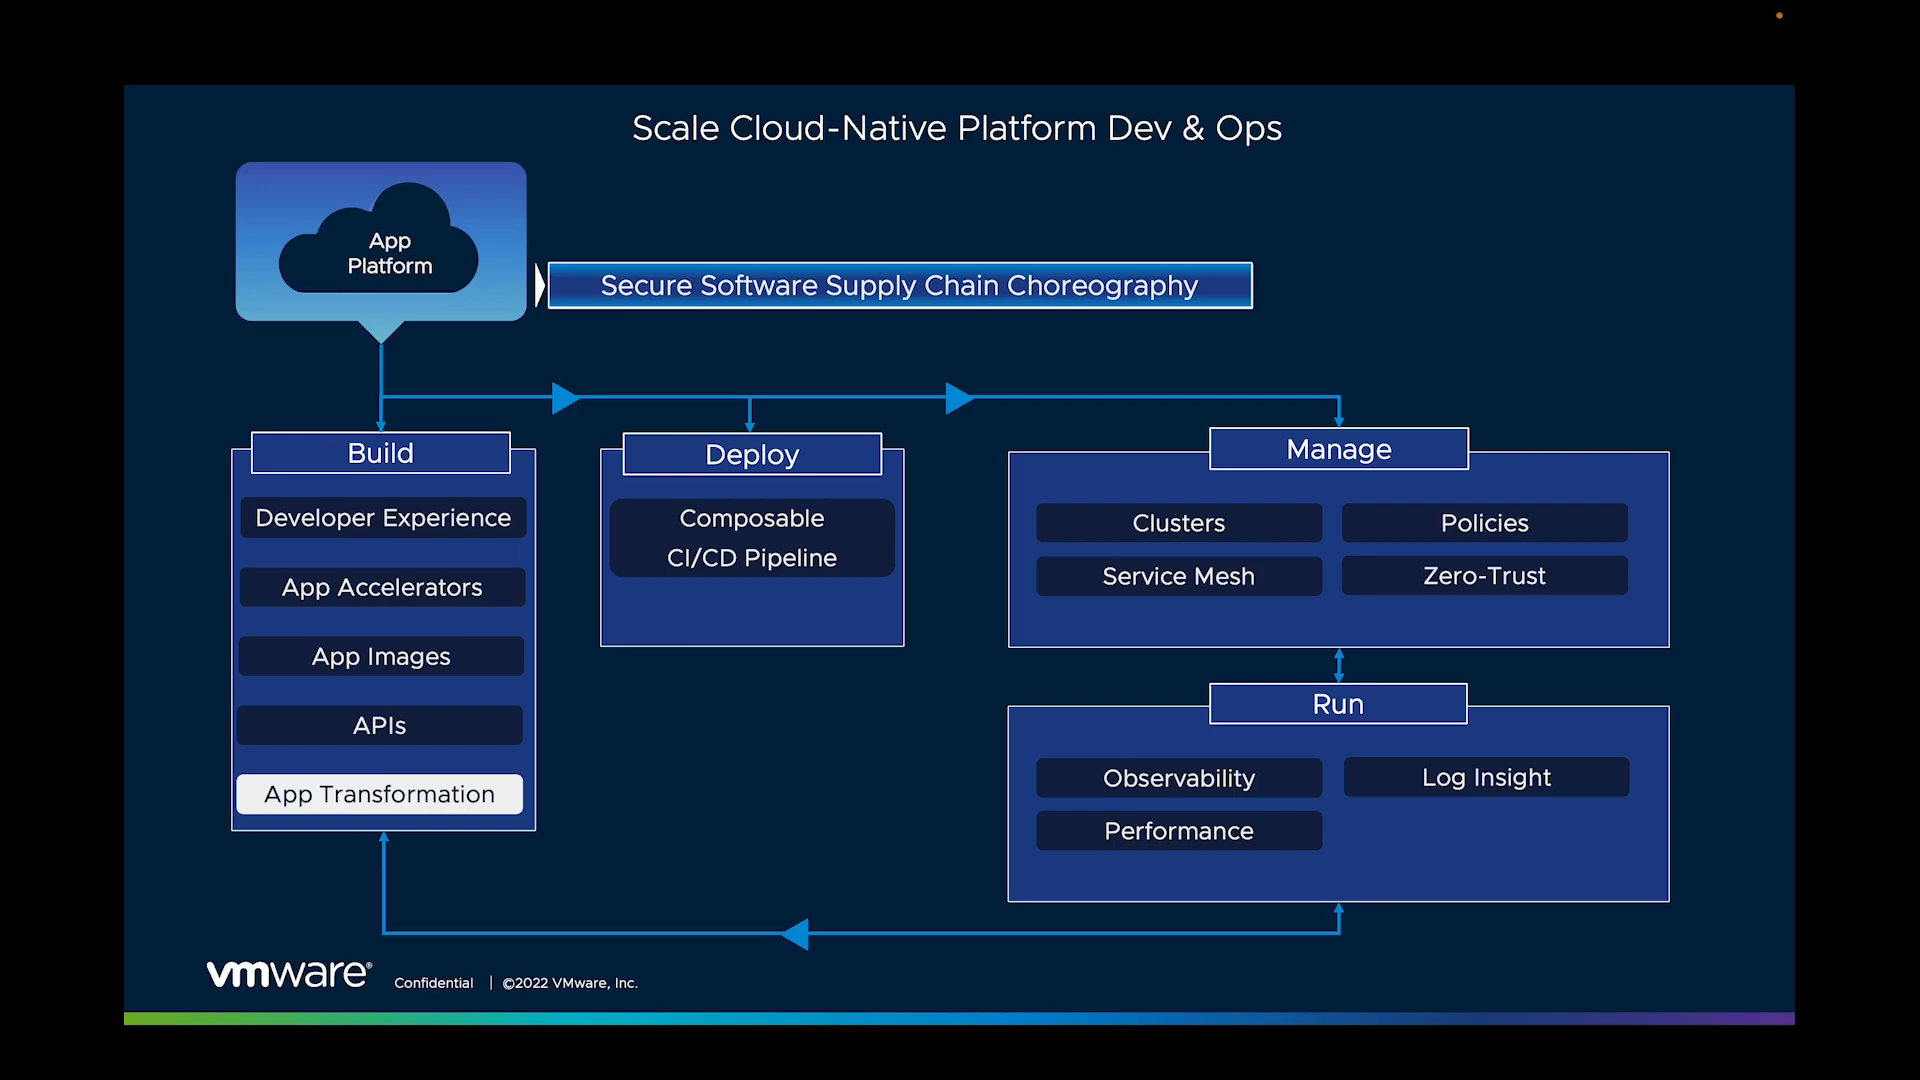 Scale Cloud-Native Platform Dev & Ops
App
Platform
Secure Software Supply Chain Choreography
Build
Developer Experience
App Accelerators
App Images
APIs
App Transformation
Deploy
Composable
CI/CD Pipeline
Manage
Clusters
Policies
Service Mesh
Zero-Trust
Run
Observability
Log Insight
Performance
vmware®
Confidential | ©2022 VMware, Inc.